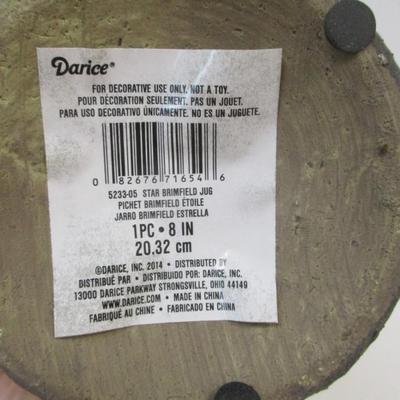 Darice®
FOR DECORATIVE USE ONLY. NOT A TOY.
POUR DÉCORATION SEULEMENT. PAS UN JOUET.
PARA USO DECORATIVO ÚNICAMENTE. NO ES UN JUGUETE.
0 82676 71654 6
5233-05 STAR BRIMFIELD JUG
PICHET BRIMFIELD ÉTOILE
JARRO BRIMFIELD ESTRELLA
1PC • 8 IN
20.32 cm
©DARICE, INC. 2014 • DISTRIBUTED BY
DISTRIBUÉ PAR • DISTRIBUIDO POR: DARICE, INC.
13000 DARICE PARKWAY STRONGSVILLE, OHIO 44149
WWW.DARICE.COM • MADE IN CHINA
FABRIQUÉ AU CHINE • FABRICADO EN CHINA